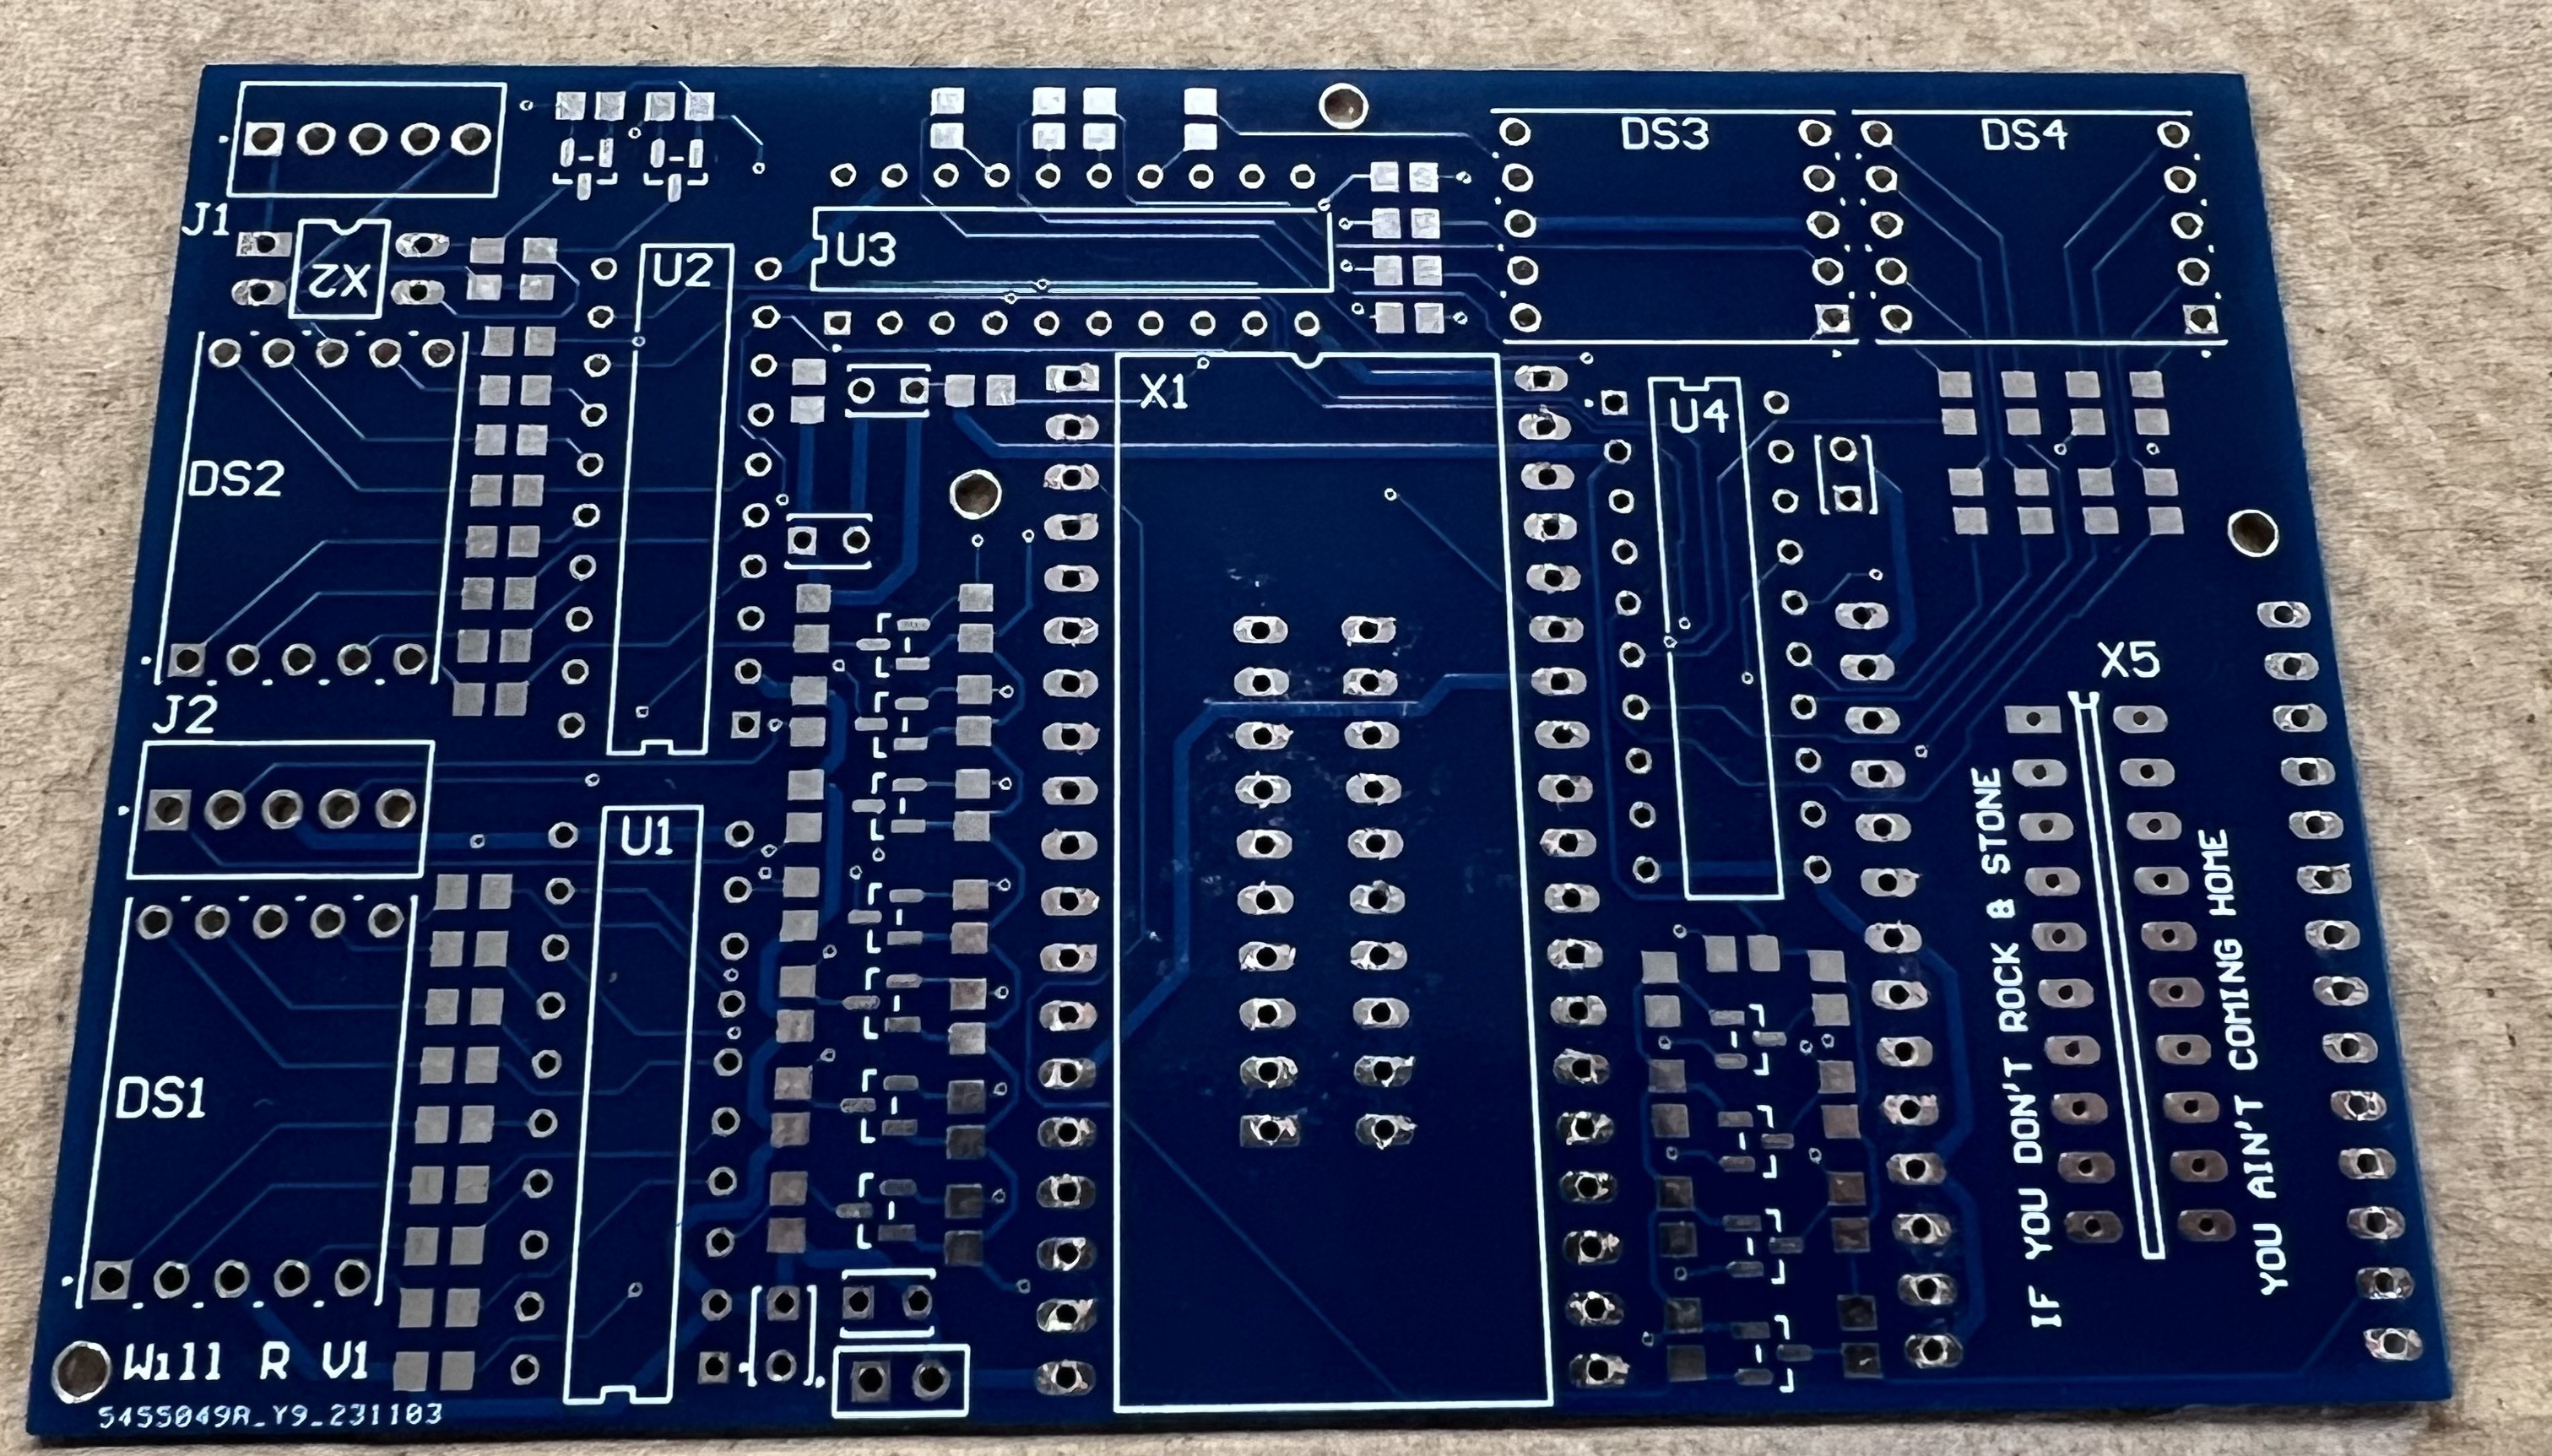 DS3
DS4
J1
X2
U2
U3
X1
U4
DS2
X5
J2
U1
DS1
IF YOU DON'T ROCK & STONE
YOU AIN'T COMING HOME
Will R V1
5455049A_Y9_231103